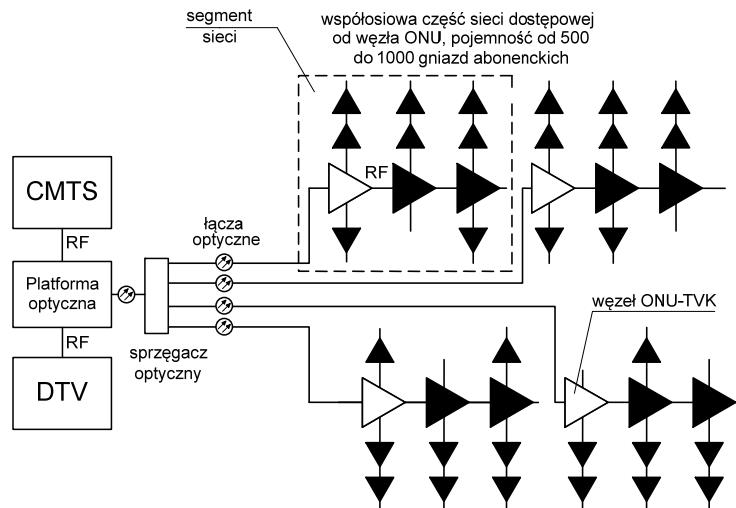 segment
sieci
współosiowa część sieci dostępowej
od węzła ONU, pojemność od 500
do 1000 gniazd abonenckich
RF
CMTS
RF
łącza
optyczne
Platforma
optyczna
węzeł ONU-TVK
RF
sprzęgacz
optyczny
DTV